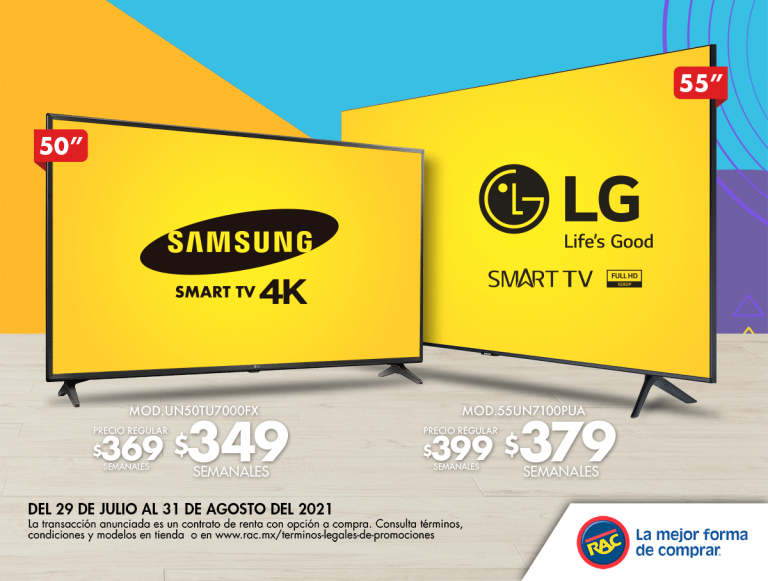 50”
55”
SAMSUNG
SMART TV 4K
LG
Life's Good
SMART TV FULL HD
1080P
MOD.UN50TU7000FX
PRECIO REGULAR
$369
SEMANALES
$349
SEMANALES
MOD.55UN7100PUA
PRECIO REGULAR
$399
SEMANALES
$379
SEMANALES
DEL 29 DE JULIO AL 31 DE AGOSTO DEL 2021
La transacción anunciada es un contrato de renta con opción a compra. Consulta términos,
condiciones y modelos en tienda o en www.rac.mx/terminos-legales-de-promociones
RAC
La mejor forma
de comprar.